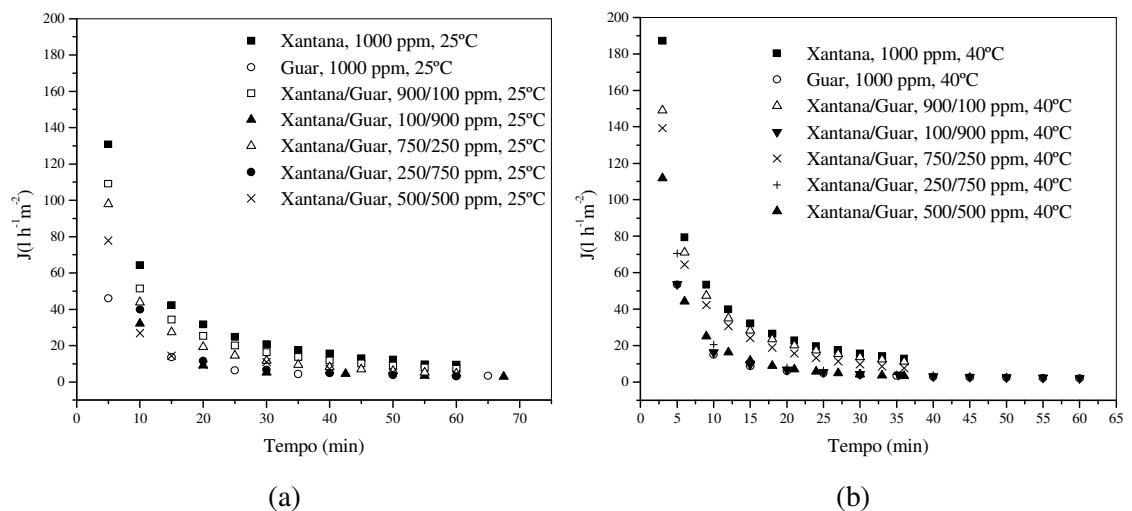 200
180
160
140
120
100
80
60
40
20
0
J(l h⁻¹m⁻²)
■ Xantana, 1000 ppm, 25ºC
○ Guar, 1000 ppm, 25ºC
□ Xantana/Guar, 900/100 ppm, 25ºC
▲ Xantana/Guar, 100/900 ppm, 25ºC
△ Xantana/Guar, 750/250 ppm, 25ºC
● Xantana/Guar, 250/750 ppm, 25ºC
× Xantana/Guar, 500/500 ppm, 25ºC
0 10 20 30 40 50 60 70
Tempo (min)
(a)
200
180
160
140
120
100
80
60
40
20
0
J(l h⁻¹m⁻²)
■ Xantana, 1000 ppm, 40ºC
○ Guar, 1000 ppm, 40ºC
△ Xantana/Guar, 900/100 ppm, 40ºC
▼ Xantana/Guar, 100/900 ppm, 40ºC
× Xantana/Guar, 750/250 ppm, 40ºC
+ Xantana/Guar, 250/750 ppm, 40ºC
▲ Xantana/Guar, 500/500 ppm, 40ºC
0 5 10 15 20 25 30 35 40 45 50 55 60 65
Tempo (min)
(b)